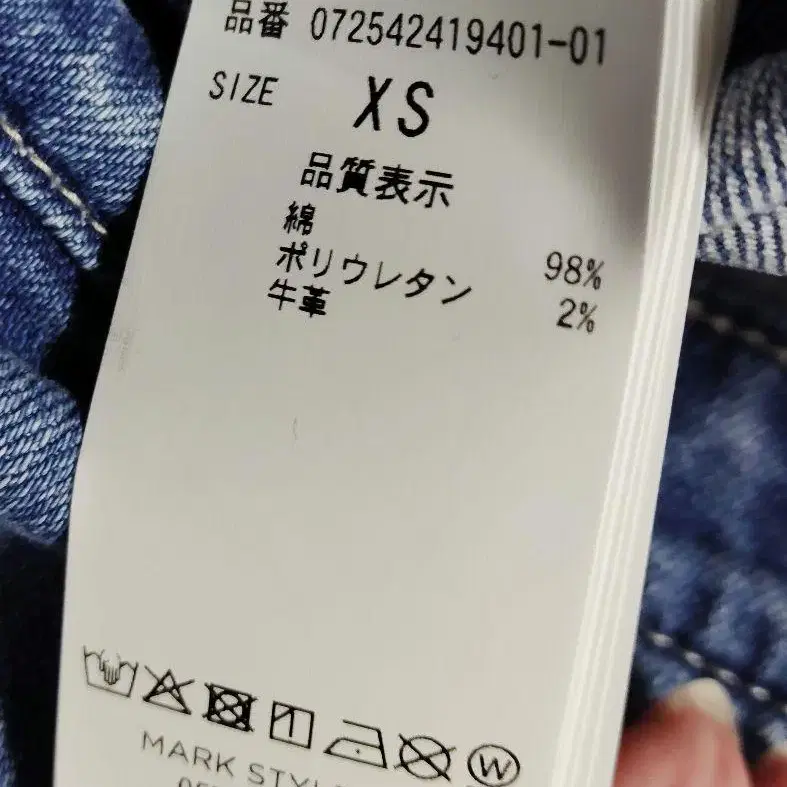 品番 072542419401-01
SIZE XS
品質表示
綿 98%
ポリウレタン 2%
牛革
W
MARK